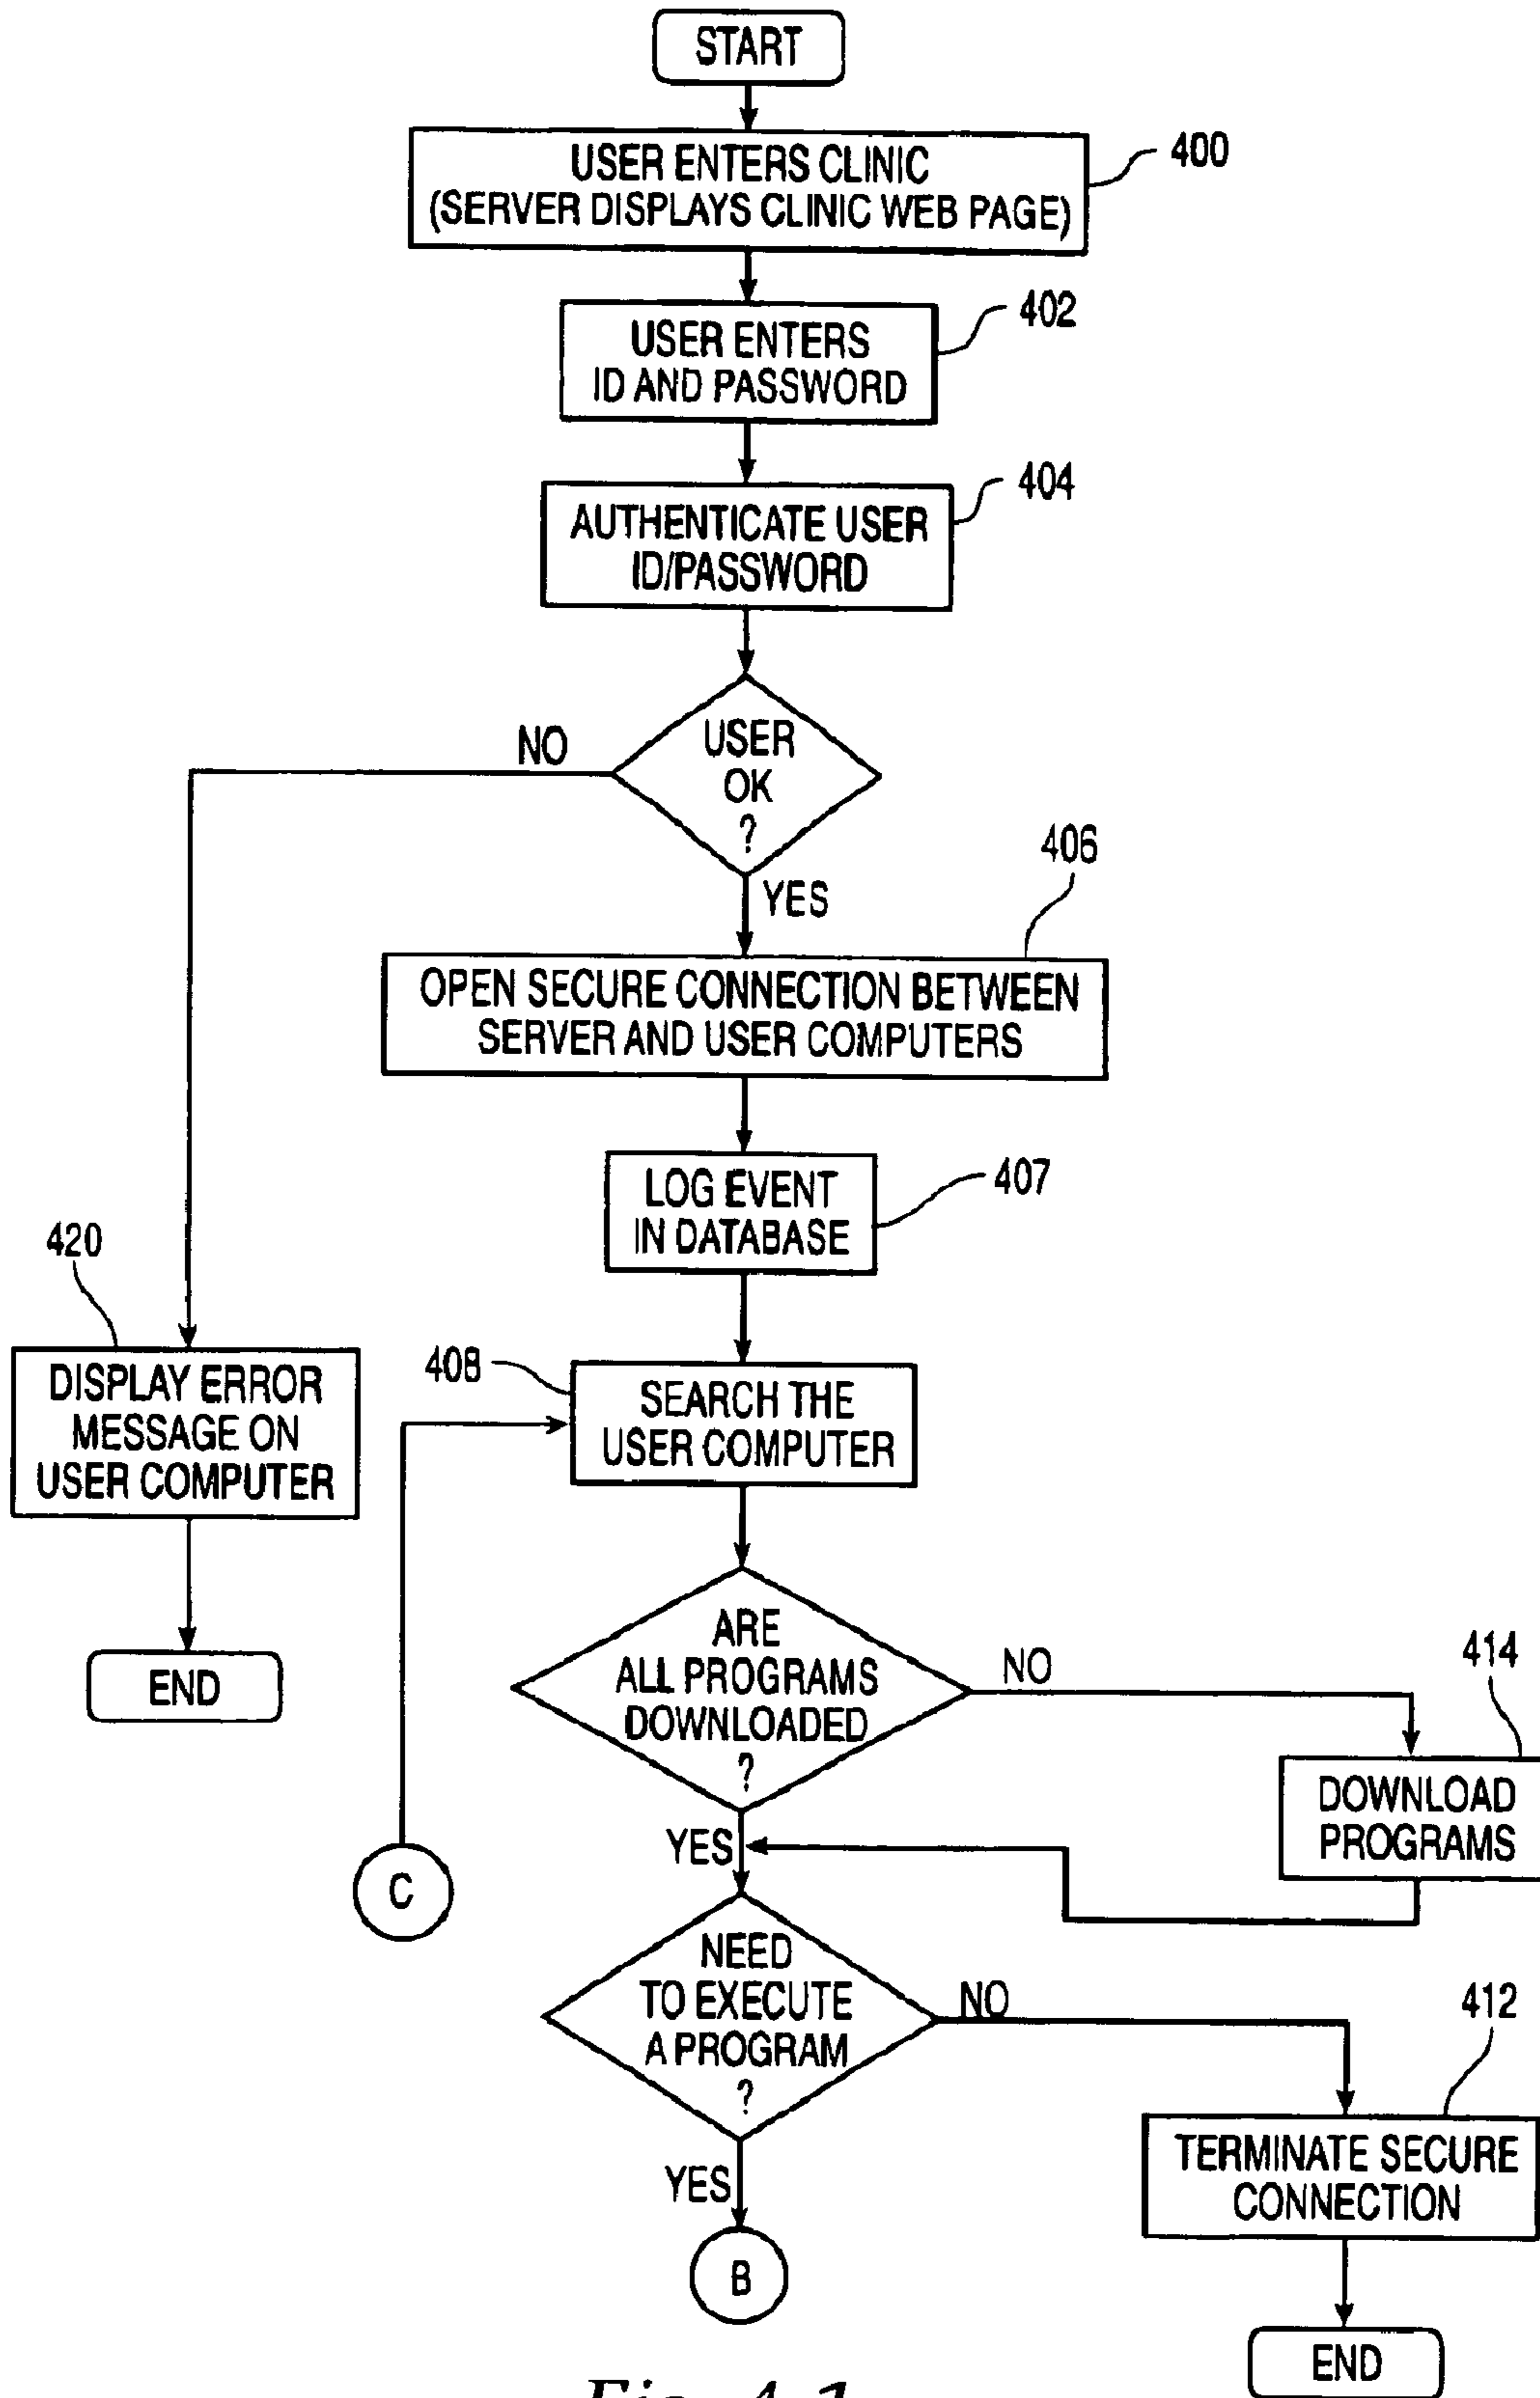 START
USER ENTERS CLINIC
(SERVER DISPLAYS CLINIC WEB PAGE)
400
USER ENTERS
ID AND PASSWORD
402
AUTHENTICATE USER
ID/PASSWORD
404
USER
OK
?
NO
YES
406
OPEN SECURE CONNECTION BETWEEN
SERVER AND USER COMPUTERS
LOG EVENT
IN DATABASE
407
420
DISPLAY ERROR
MESSAGE ON
USER COMPUTER
END
408
SEARCH THE
USER COMPUTER
ARE
ALL PROGRAMS
DOWNLOADED
?
NO
414
DOWNLOAD
PROGRAMS
YES
C
NEED
TO EXECUTE
A PROGRAM
?
NO
412
TERMINATE SECURE
CONNECTION
YES
B
END
Fig. 4-1